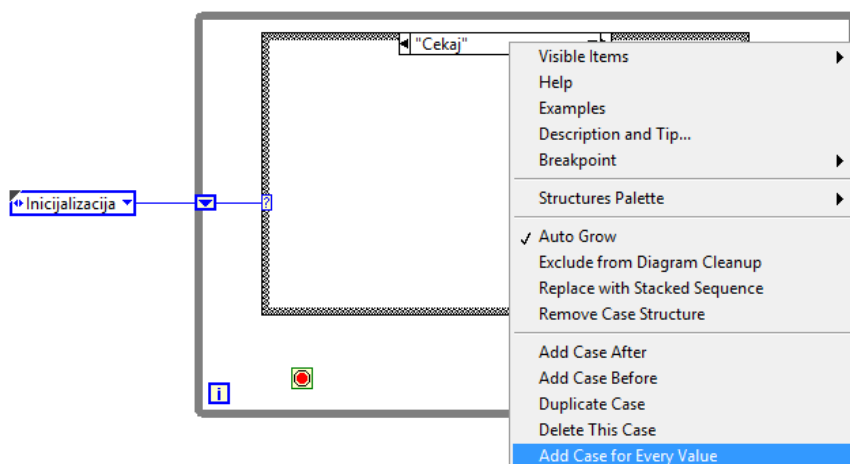 "Cekaj"
Visible Items
Help
Examples
Description and Tip...
Breakpoint
Structures Palette
Inicijalizacija
?
Auto Grow
Exclude from Diagram Cleanup
Replace with Stacked Sequence
Remove Case Structure
Add Case After
Add Case Before
Duplicate Case
i
Delete This Case
Add Case for Every Value